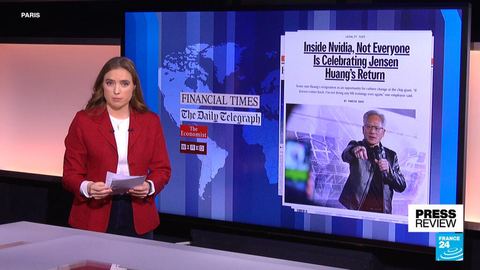 PARIS
FINANCIAL TIMES
The Daily Telegraph
The
Economist
WIRED
Inside Nvidia, Not Everyone
Is Celebrating Jensen
Huang's Return
PRESS
REVIEW
FRANCE
24